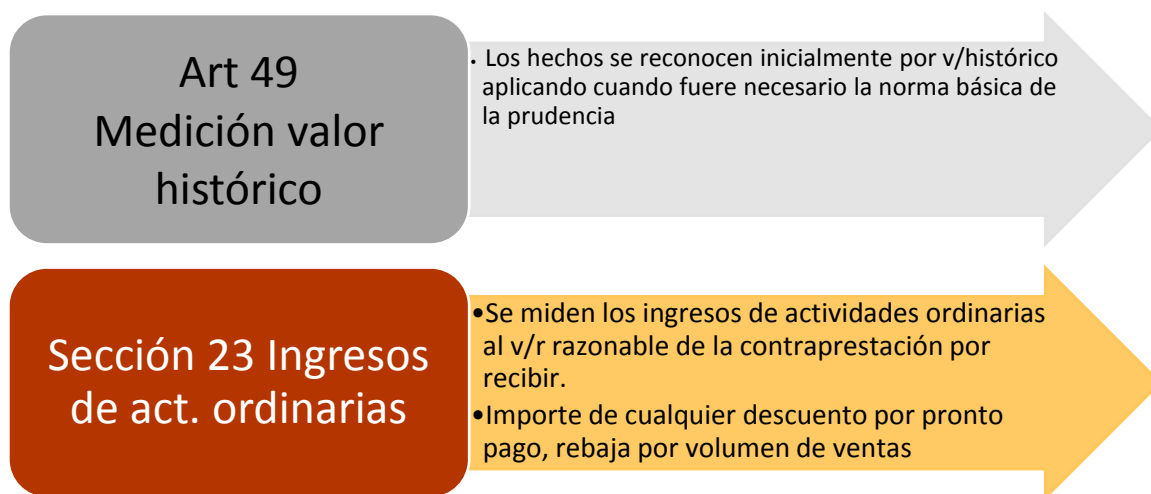 Art 49
Medición valor
histórico
. Los hechos se reconocen inicialmente por v/histórico
aplicando cuando fuere necesario la norma básica de
la prudencia
Sección 23 Ingresos
de act. ordinarias
•Se miden los ingresos de actividades ordinarias
al v/r razonable de la contraprestación por
recibir.
•Importe de cualquier descuento por pronto
pago, rebaja por volumen de ventas